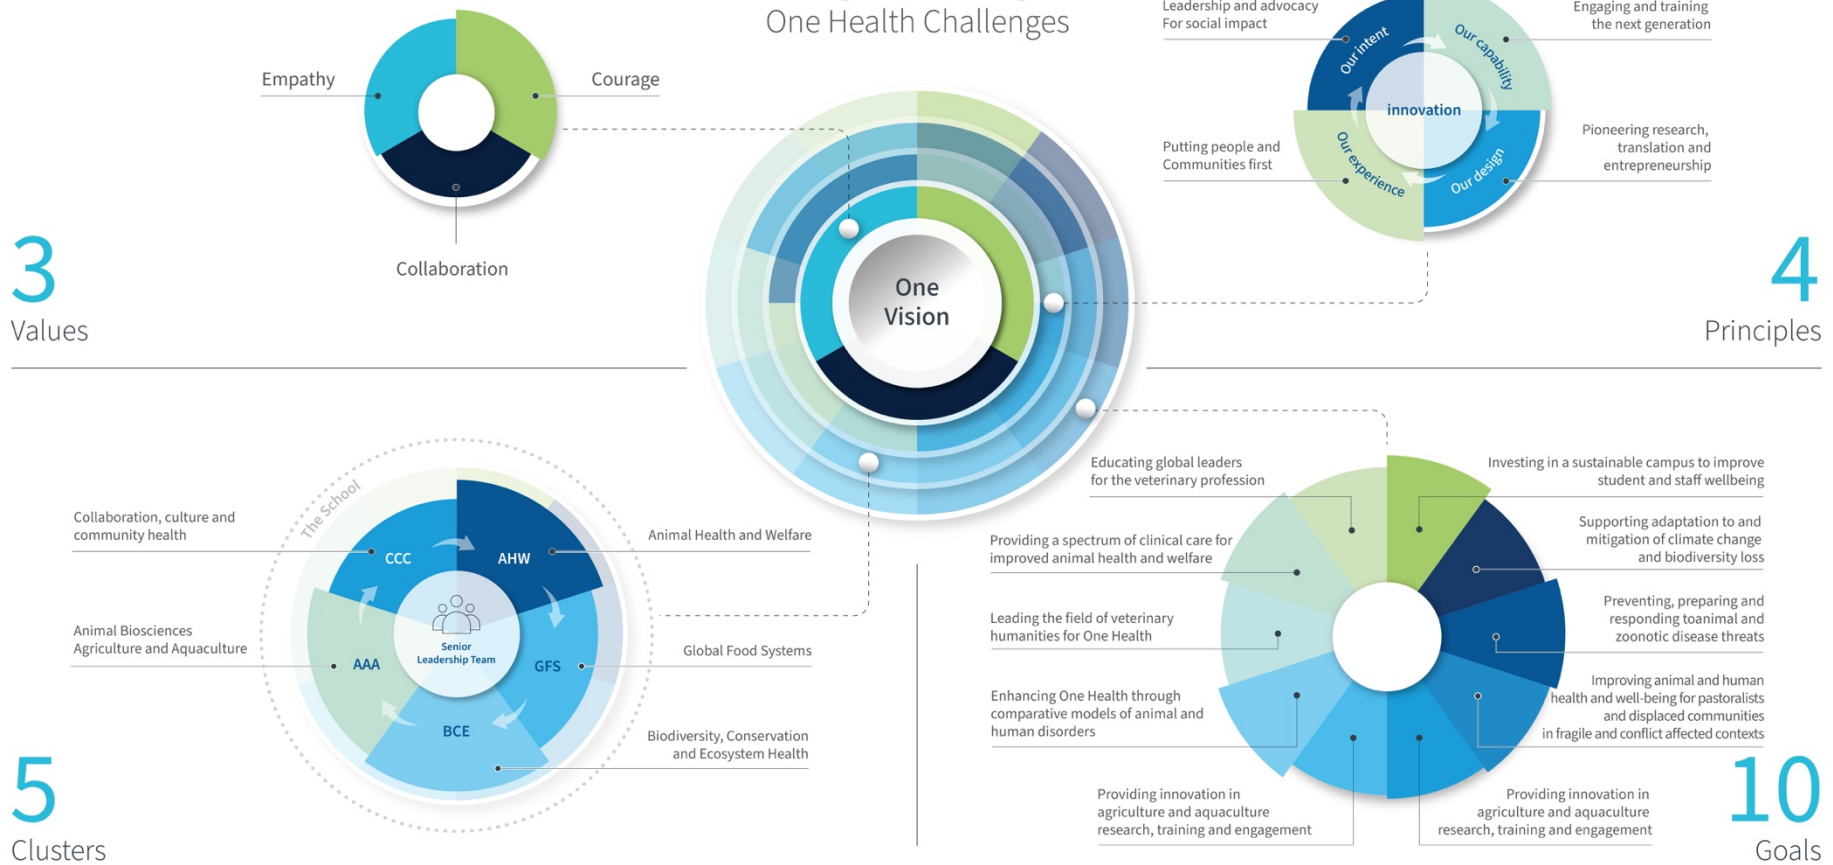 One Health Challenges
Empathy
Courage
Collaboration
3
Values
Leadership and advocacy
For social impact
Engaging and training
the next generation
Our intent
Our capability
innovation
Our experience
Our design
Putting people and
Communities first
Pioneering research,
translation and
entrepreneurship
4
Principles
One
Vision
The School
Collaboration, culture and
community health
CCC
AHW
Animal Health and Welfare
Senior
Leadership Team
Animal Biosciences
Agriculture and Aquaculture
AAA
GFS
Global Food Systems
BCE
Biodiversity, Conservation
and Ecosystem Health
5
Clusters
Educating global leaders
for the veterinary profession
Investing in a sustainable campus to improve
student and staff wellbeing
Providing a spectrum of clinical care for
improved animal health and welfare
Supporting adaptation to and
mitigation of climate change
and biodiversity loss
Leading the field of veterinary
humanities for One Health
Preventing, preparing and
responding toanimal and
zoonotic disease threats
Enhancing One Health through
comparative models of animal and
human disorders
Improving animal and human
health and well-being for pastoralists
and displaced communities
in fragile and conflict affected contexts
Providing innovation in
agriculture and aquaculture
research, training and engagement
Providing innovation in
agriculture and aquaculture
research, training and engagement
10
Goals